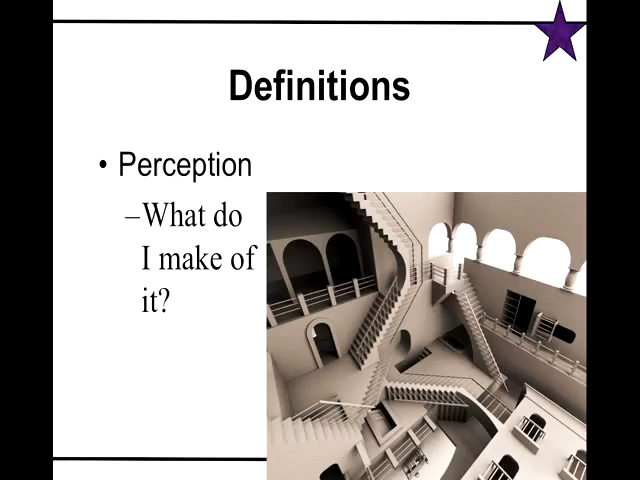 Definitions
• Perception
–What do
I make of
it?